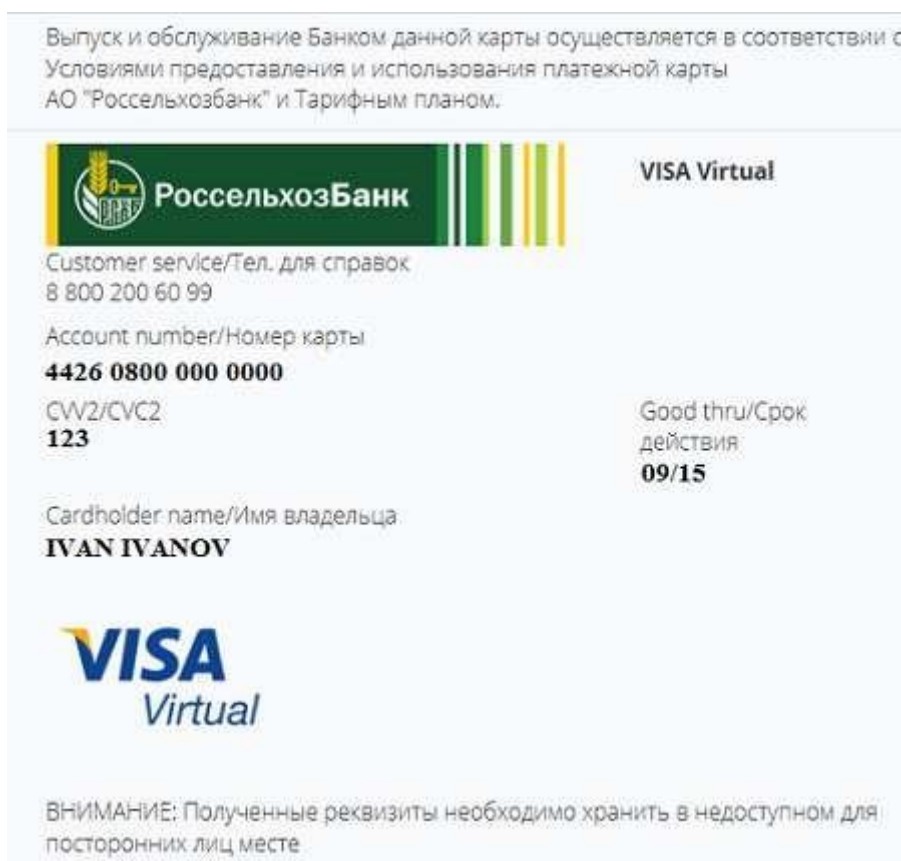 Выпуск и обслуживание Банком данной карты осуществляется в соответствии с
Условиями предоставления и использования платежной карты
АО "Россельхозбанк" и Тарифным планом.
РоссельхозБанк
VISA Virtual
Customer service/Тел. для справок
8 800 200 60 99
Account number/Номер карты
4426 0800 000 0000
CVV2/CVC2
123
Good thru/Срок
действия
09/15
Cardholder name/Имя владельца
IVAN IVANOV
VISA
Virtual
ВНИМАНИЕ: Полученные реквизиты необходимо хранить в недоступном для
посторонних лиц месте